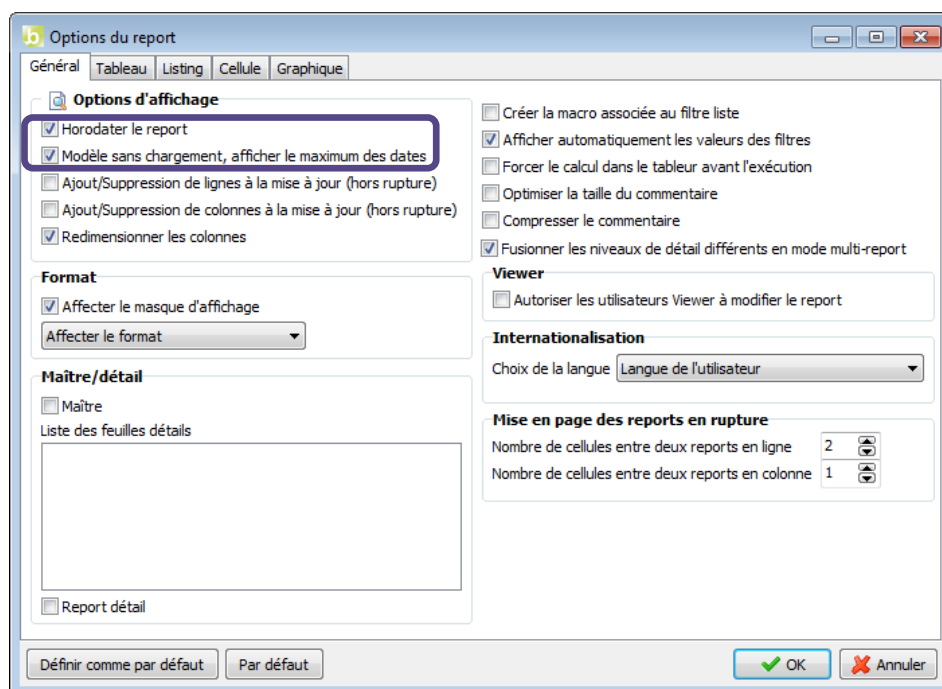 b Options du report
Général Tableau Listing Cellule Graphique
Options d'affichage
Horodater le report
Modèle sans chargement, afficher le maximum des dates
Ajout/Suppression de lignes à la mise à jour (hors rupture)
Ajout/Suppression de colonnes à la mise à jour (hors rupture)
Redimensionner les colonnes
Format
Affecter le masque d'affichage
Affecter le format
Maître/détail
Maître
Liste des feuilles détails
Report détail
Créer la macro associée au filtre liste
Afficher automatiquement les valeurs des filtres
Forcer le calcul dans le tableur avant l'exécution
Optimiser la taille du commentaire
Compresser le commentaire
Fusionner les niveaux de détail différents en mode multi-report
Viewer
Autoriser les utilisateurs Viewer à modifier le report
Internationalisation
Choix de la langue Langue de l'utilisateur
Mise en page des reports en rupture
Nombre de cellules entre deux reports en ligne 2
Nombre de cellules entre deux reports en colonne 1
Définir comme par défaut Par défaut OK Annuler